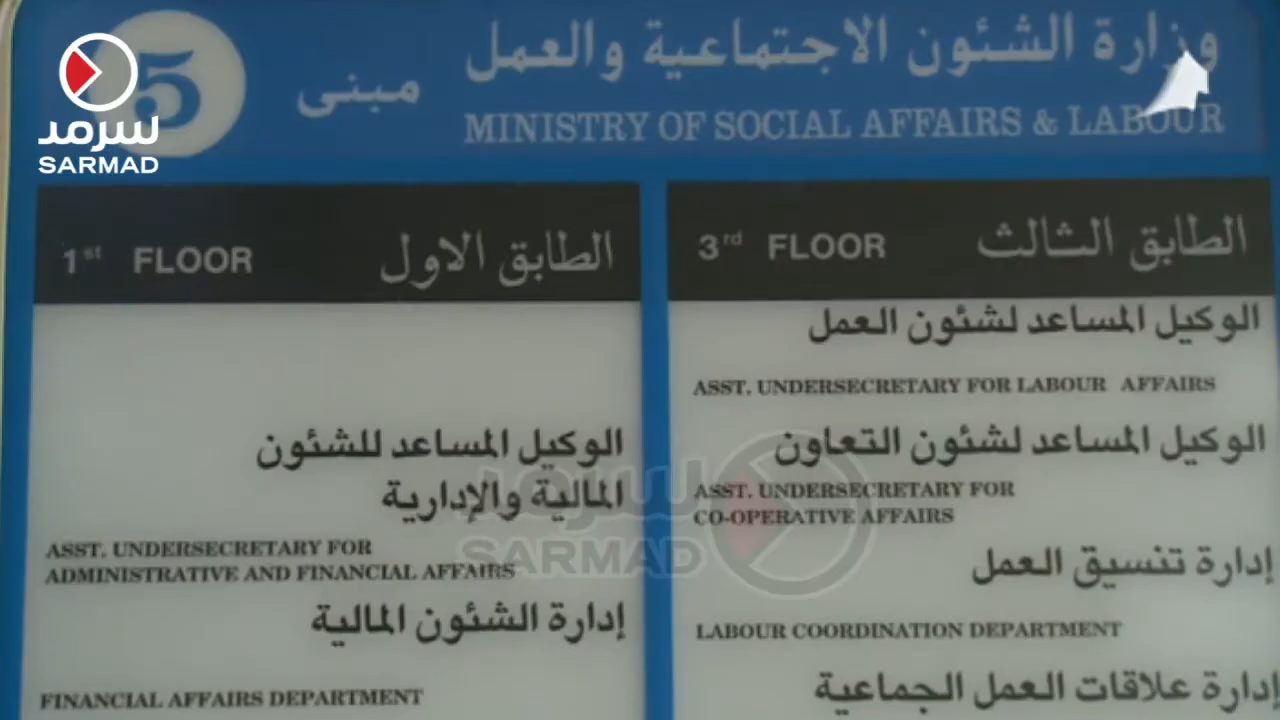 وزارة الشئون الاجتماعية والعمل
مبنى 5
MINISTRY OF SOCIAL AFFAIRS & LABOUR
سرمد
SARMAD
الطابق الثالث
3rd FLOOR
الوكيل المساعد لشئون العمل
ASST. UNDERSECRETARY FOR LABOUR AFFAIRS
الوكيل المساعد لشئون التعاون
ASST. UNDERSECRETARY FOR
CO-OPERATIVE AFFAIRS
إدارة تنسيق العمل
LABOUR COORDINATION DEPARTMENT
إدارة علاقات العمل الجماعية
الطابق الاول
1st FLOOR
الوكيل المساعد للشئون
المالية والإدارية
ASST. UNDERSECRETARY FOR
ADMINISTRATIVE AND FINANCIAL AFFAIRS
إدارة الشئون المالية
FINANCIAL AFFAIRS DEPARTMENT
سرمد
SARMAD